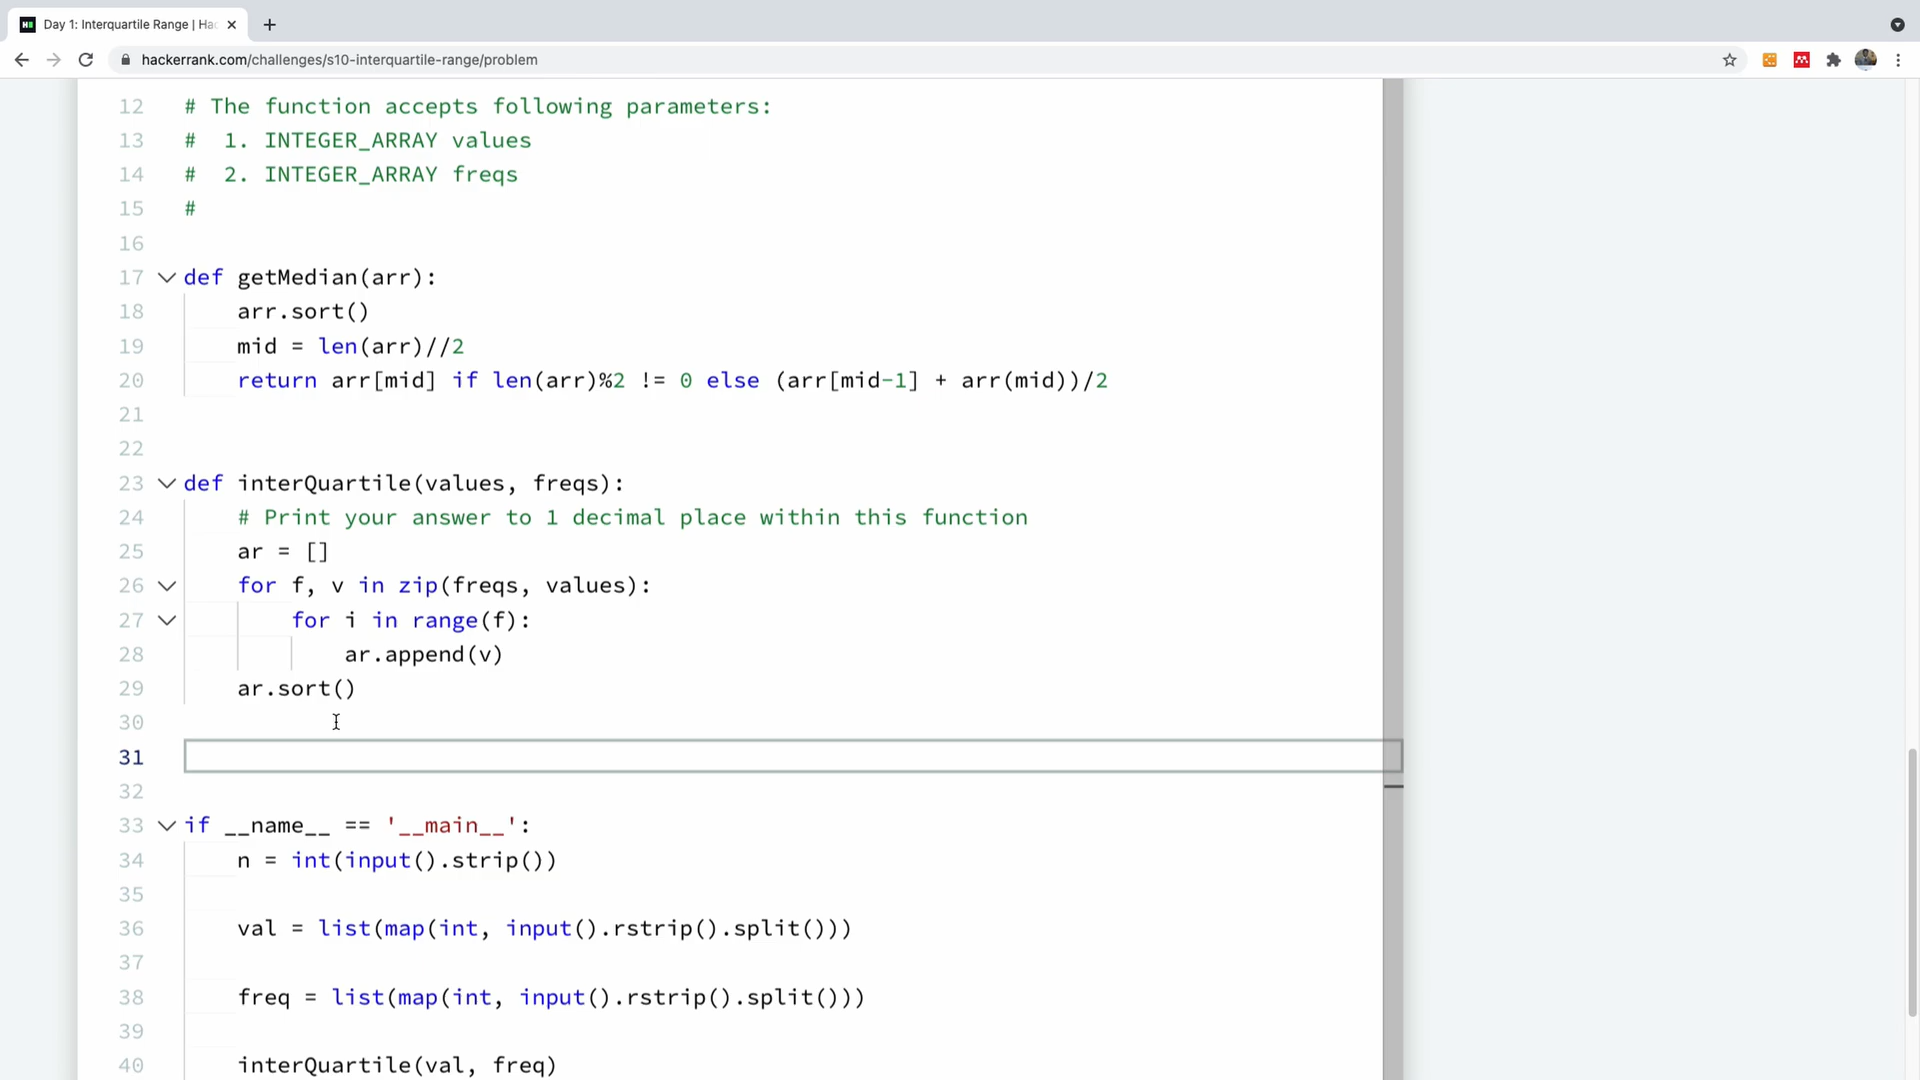 Day 1: Interquartile Range | Hac
hackerrank.com/challenges/s10-interquartile-range/problem
12 # The function accepts following parameters:
13 #  1. INTEGER_ARRAY values
14 #  2. INTEGER_ARRAY freqs
15 #
16
17 def getMedian(arr):
18     arr.sort()
19     mid = len(arr)//2
20     return arr[mid] if len(arr)%2 != 0 else (arr[mid-1] + arr(mid))/2
21
22
23 def interQuartile(values, freqs):
24     # Print your answer to 1 decimal place within this function
25     ar = []
26     for f, v in zip(freqs, values):
27         for i in range(f):
28             ar.append(v)
29     ar.sort()
30
31
32
33 if __name__ == '__main__':
34     n = int(input().strip())
35
36     val = list(map(int, input().rstrip().split()))
37
38     freq = list(map(int, input().rstrip().split()))
39
40     interQuartile(val, freq)